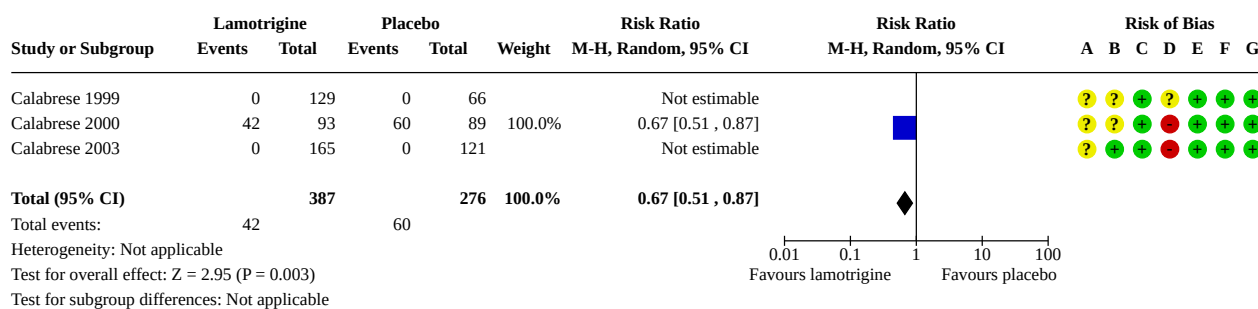 Lamotrigine Placebo Risk Ratio Risk Ratio Risk of Bias
Study or Subgroup Events Total Events Total Weight M-H, Random, 95% CI M-H, Random, 95% CI A B C D E F G
Calabrese 1999 0 129 0 66 Not estimable ? ? + ? + + +
Calabrese 2000 42 93 60 89 100.0% 0.67 [0.51 , 0.87] ? ? + - + + +
Calabrese 2003 0 165 0 121 Not estimable ? + + - + + +
Total (95% CI) 387 276 100.0% 0.67 [0.51 , 0.87]
Total events: 42 60
Heterogeneity: Not applicable 0.01 0.1 1 10 100
Test for overall effect: Z = 2.95 (P = 0.003) Favours lamotrigine Favours placebo
Test for subgroup differences: Not applicable